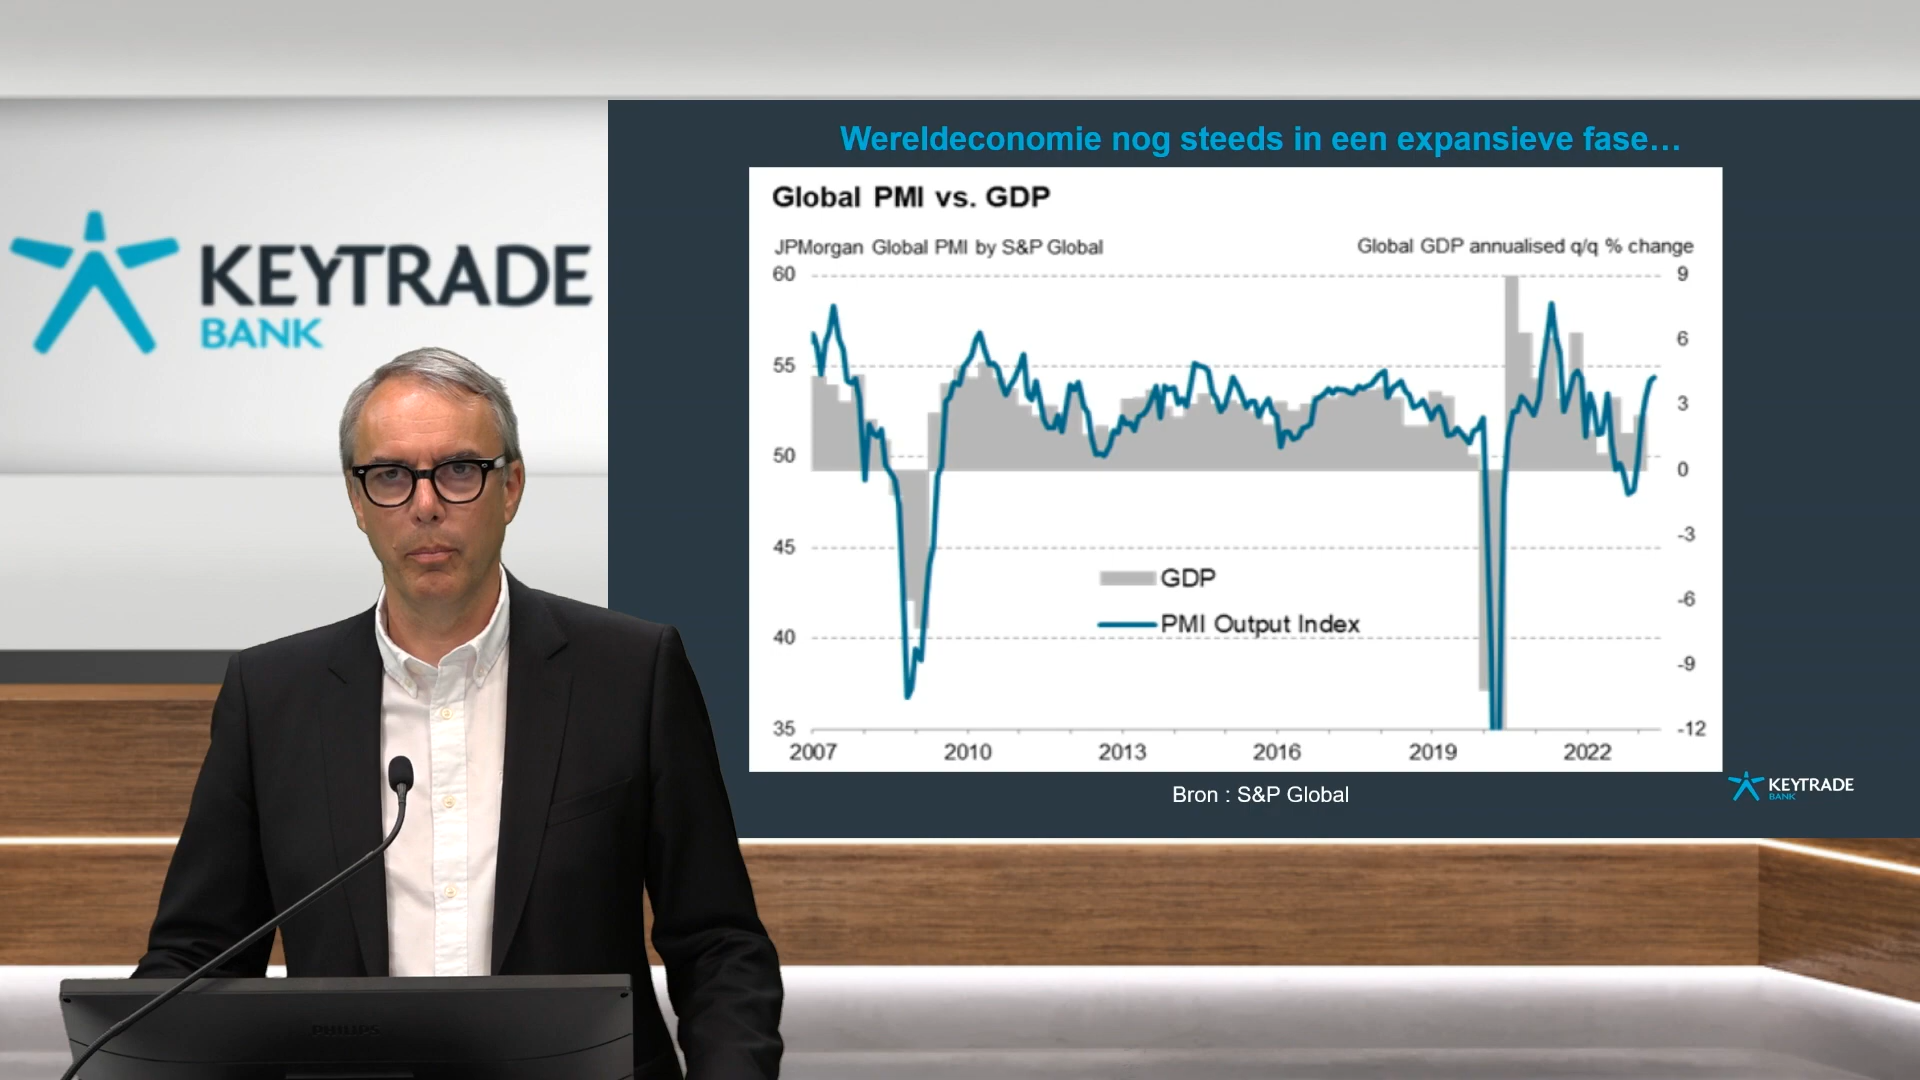 KEYTRADE
BANK
Wereldeconomie nog steeds in een expansieve fase…
Global PMI vs. GDP
JPMorgan Global PMI by S&P Global
Global GDP annualised q/q % change
60
9
6
55
3
50
0
-3
45
-6
GDP
PMI Output Index
40
-9
35
-12
2007 2010 2013 2016 2019 2022
Bron : S&P Global
KEYTRADE
BANK
PHILIPS